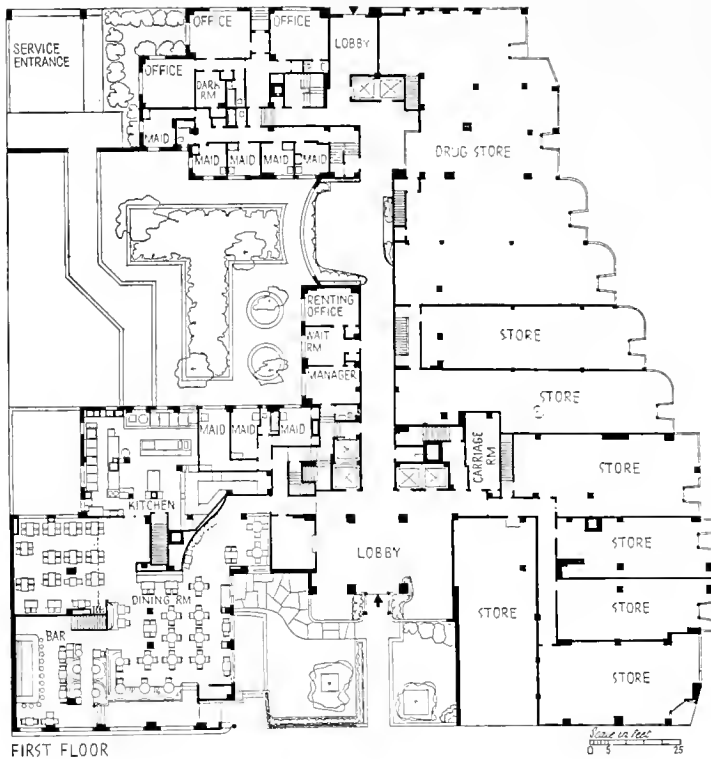 OFFICE
OFFICE
LOBBY
SERVICE
ENTRANCE
OFFICE
DARK
RM
MAID
MAID
MAID
MAID
MAID
DRUG STORE
RENTING
OFFICE
WAIT
RM
MANAGER
STORE
STORE
MAID
MAID
MAID
CARRIAGE
RM
STORE
KITCHEN
LOBBY
STORE
DINING RM
STORE
STORE
BAR
STORE
FIRST FLOOR
Scale in feet
0 5 25